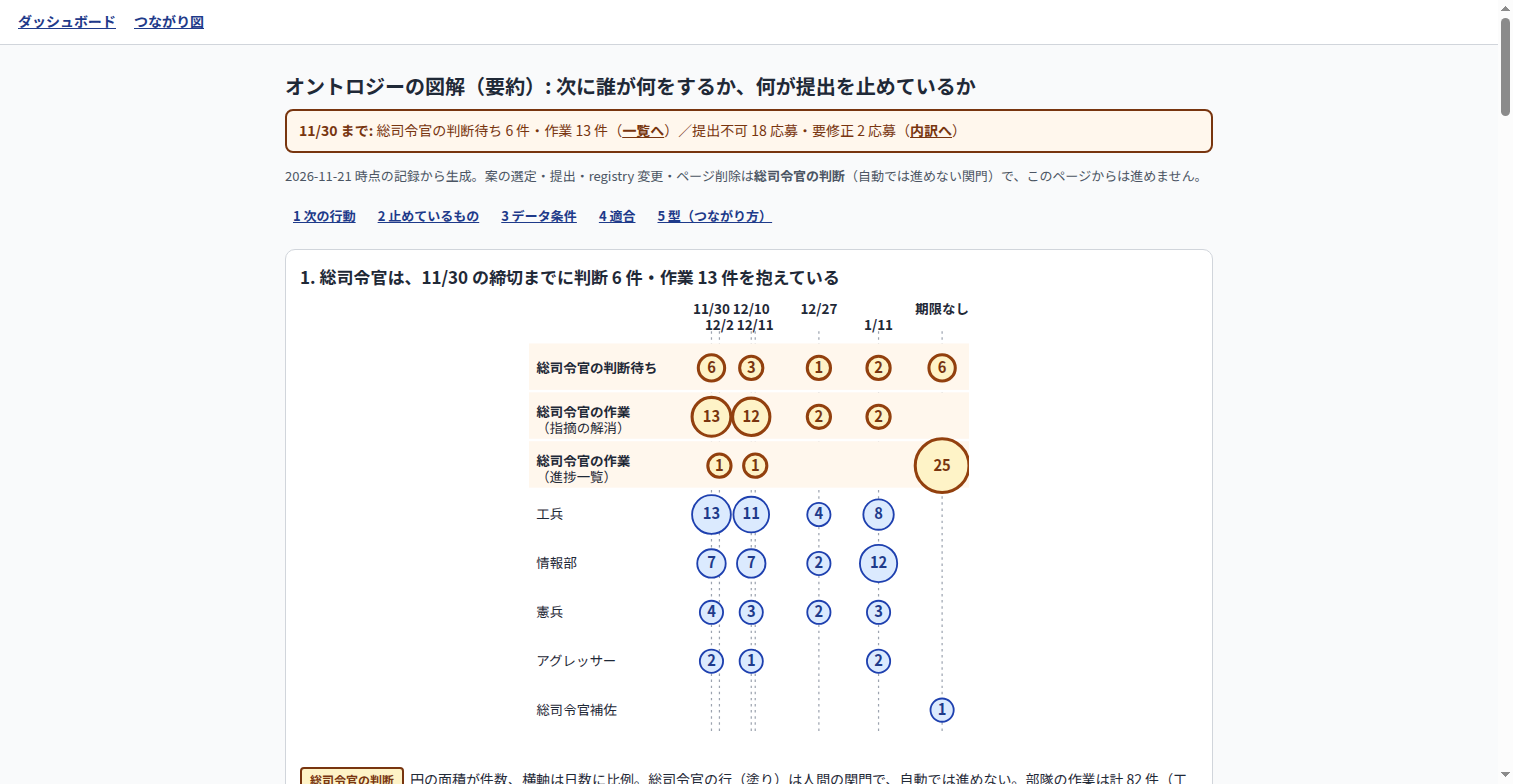 ダッシュボード つながり図
オントロジーの図解（要約）: 次に誰が何をするか、何が提出を止めているか
11/30 まで: 総司令官の判断待ち 6 件・作業 13 件（一覧へ）／提出不可 18 応募・要修正 2 応募（内訳へ）
2026-11-21 時点の記録から生成。案の選定・提出・registry 変更・ページ削除は総司令官の判断（自動では進めない関門）で、このページからは進めません。
1 次の行動 2 止めているもの 3 データ条件 4 適合 5 型（つながり方）
1. 総司令官は、11/30 の締切までに判断 6 件・作業 13 件を抱えている
11/30 12/10 12/27 期限なし
12/2 12/11 1/11
総司令官の判断待ち 6 3 1 2 6
総司令官の作業
（指摘の解消） 13 12 2 2
総司令官の作業
（進捗一覧） 1 1 25
工兵 13 11 4 8
情報部 7 7 2 12
憲兵 4 3 2 3
アグレッサー 2 1 2
総司令官補佐 1
総司令官の判断 円の面積が件数、横軸は日数に比例。総司令官の行（塗り）は人間の関門で、自動では進めない。部隊の作業は計 82 件（工